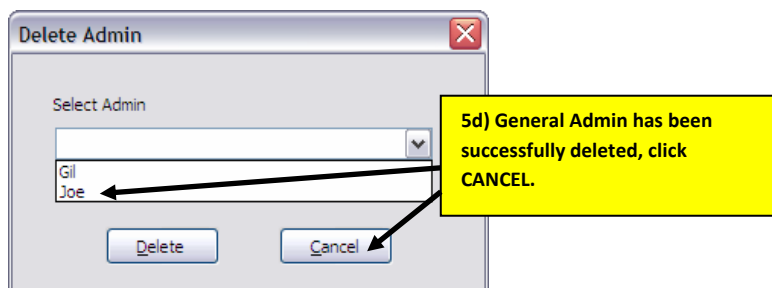 Delete Admin
Select Admin
5d) General Admin has been
successfully deleted, click
CANCEL.
Gil
Joe
Delete
Cancel